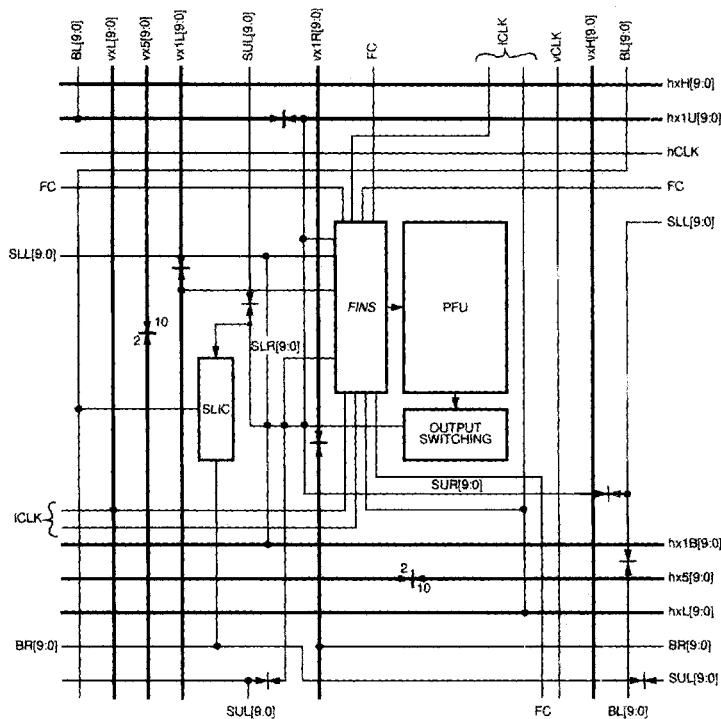 BL[9:0]
vxL[9:0]
vx5[9:0]
vx1L[9:0]
SUL[9.0]
vx1R[9:0]
FC
ICLK
vCLK
vxH[9:0]
BL[9:0]
hxH[9:0]
hx1U[9:0]
hCLK
FC
FC
SLL[9:0]
SLL[9.0]
FINS
PFU
10
2
SLR[9:0]
SLIC
OUTPUT
SWITCHING
SUR[9:0]
ICLK
hx1B[9:0]
2
hx5[9:0]
10
hxL[9:0]
BR[9:0]
BR[9:0]
SUL[9:0]
SUL[9.0]
FC
BL[9:0]